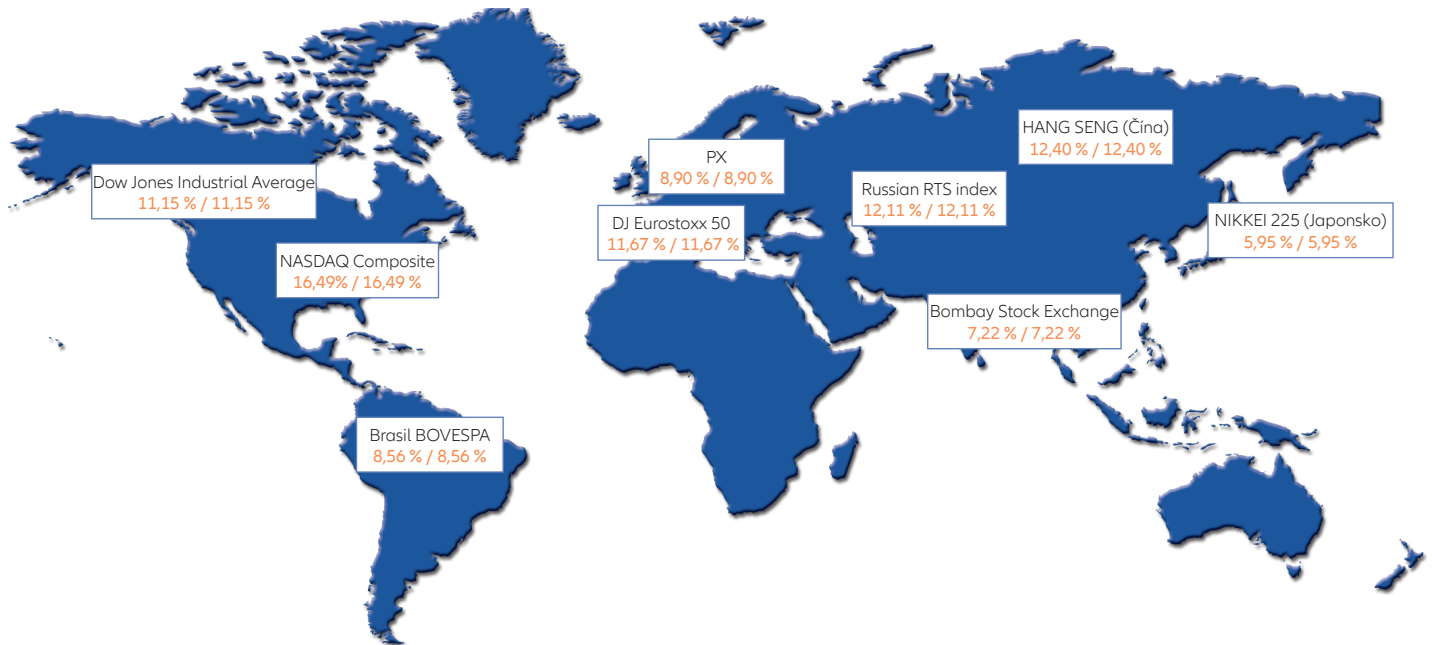 HANG SENG (Čína)
12,40 % / 12,40 %
PX
8,90 % / 8,90 %
Dow Jones Industrial Average
11,15 % / 11,15 %
Russian RTS index
12,11 % / 12,11 %
DJ Eurostoxx 50
11,67 % / 11,67 %
NIKKEI 225 (Japonsko)
5,95 % / 5,95 %
NASDAQ Composite
16,49% / 16,49 %
Bombay Stock Exchange
7,22 % / 7,22 %
Brasil BOVESPA
8,56 % / 8,56 %